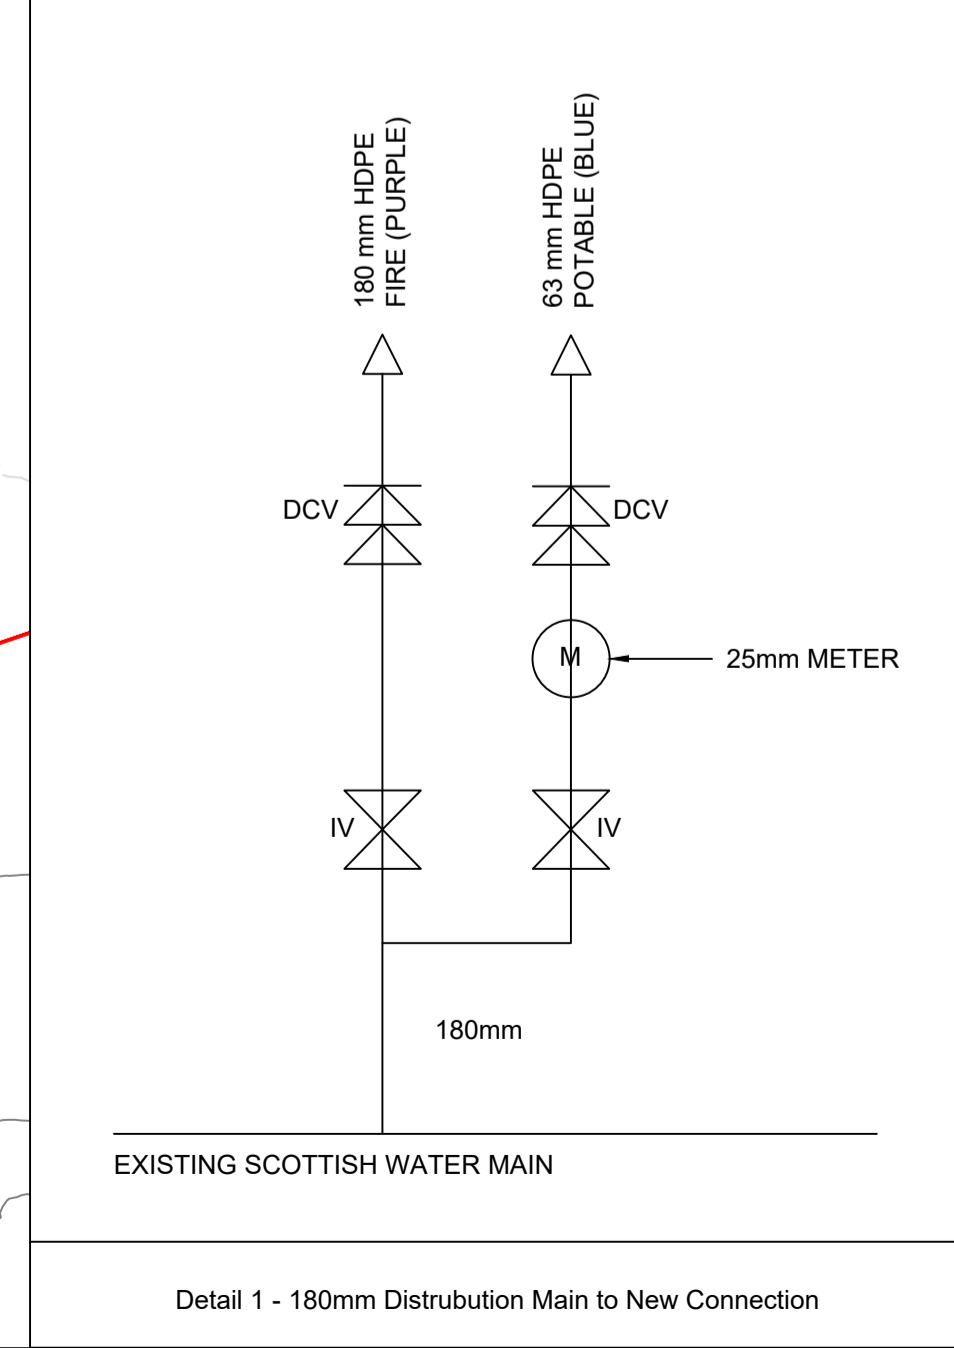 180 mm HDPE
FIRE (PURPLE)
63 mm HDPE
POTABLE (BLUE)
DCV
DCV
M
25mm METER
IV
IV
180mm
EXISTING SCOTTISH WATER MAIN
Detail 1 - 180mm Distrubution Main to New Connection